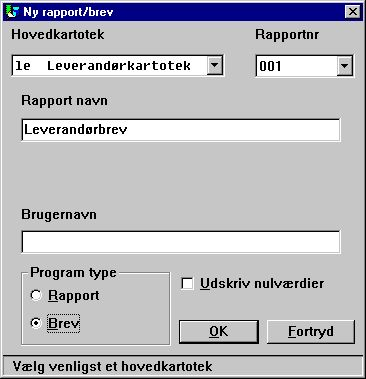 Ny rapport/brev
Hovedkartotek Rapportnr
le Leverandørkartotek 001
Rapport navn
Leverandørbrev
Brugernavn
Program type
Rapport
Brev
Udskriv nulværdier
OK Fortryd
Vælg venligst et hovedkartotek